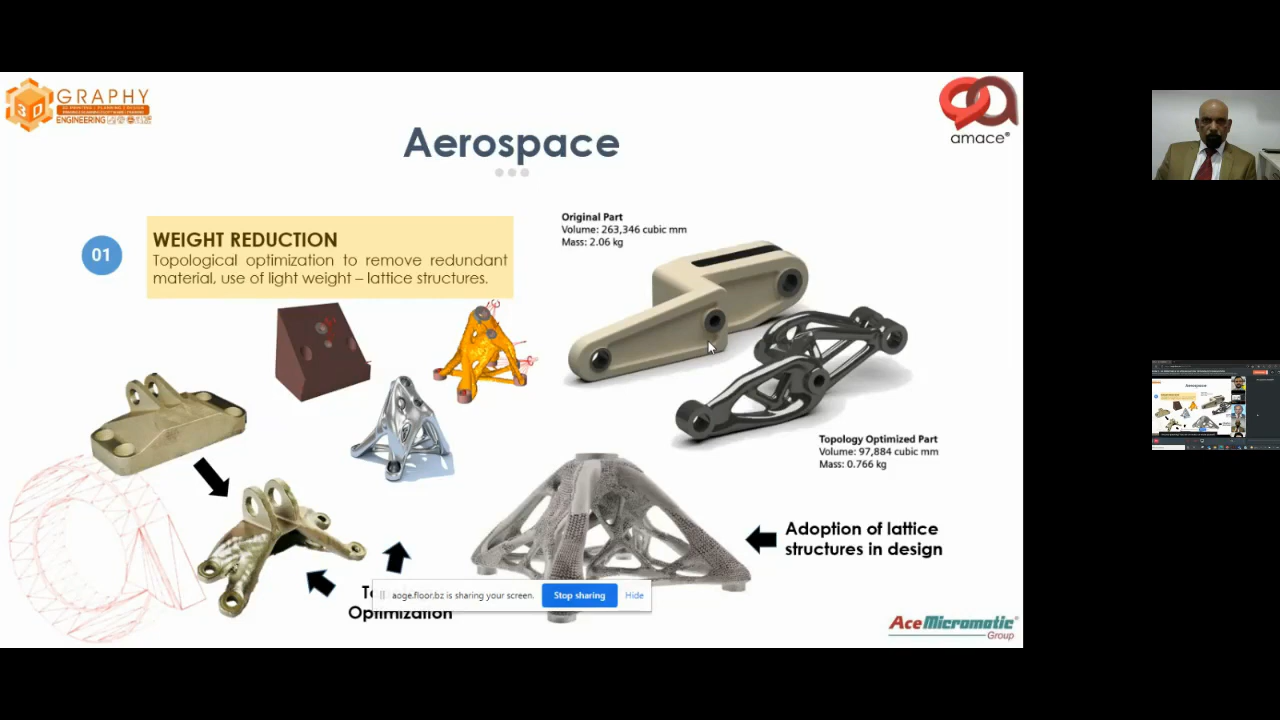 3D GRAPHY
ENGINEERING
amace®
Aerospace
01
WEIGHT REDUCTION
Topological optimization to remove redundant
material, use of light weight – lattice structures.
Original Part
Volume: 263,346 cubic mm
Mass: 2.06 kg
Topology Optimized Part
Volume: 97,884 cubic mm
Mass: 0.766 kg
Adoption of lattice
structures in design
aoge.floor.bz is sharing your screen.
Stop sharing
Hide
Optimization
AceMicromatic®
Group